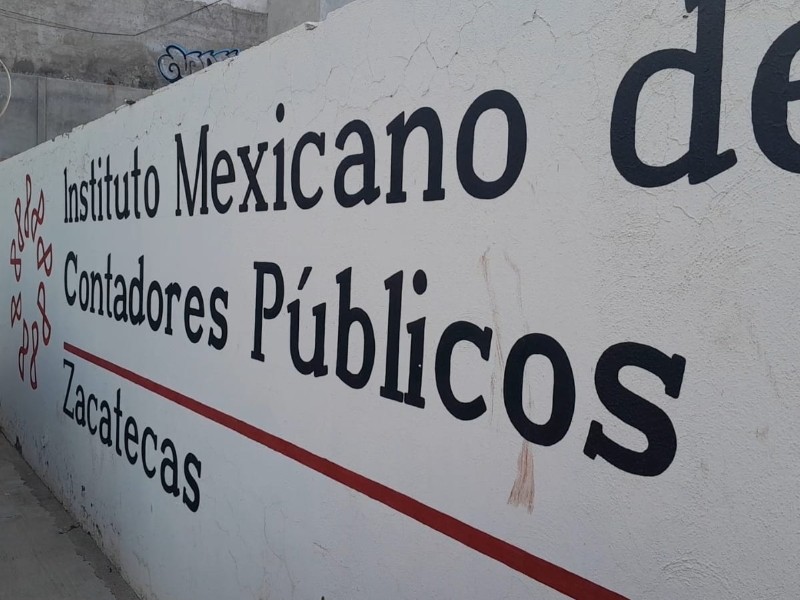 Instituto Mexicano de
Contadores Públicos
Zacatecas